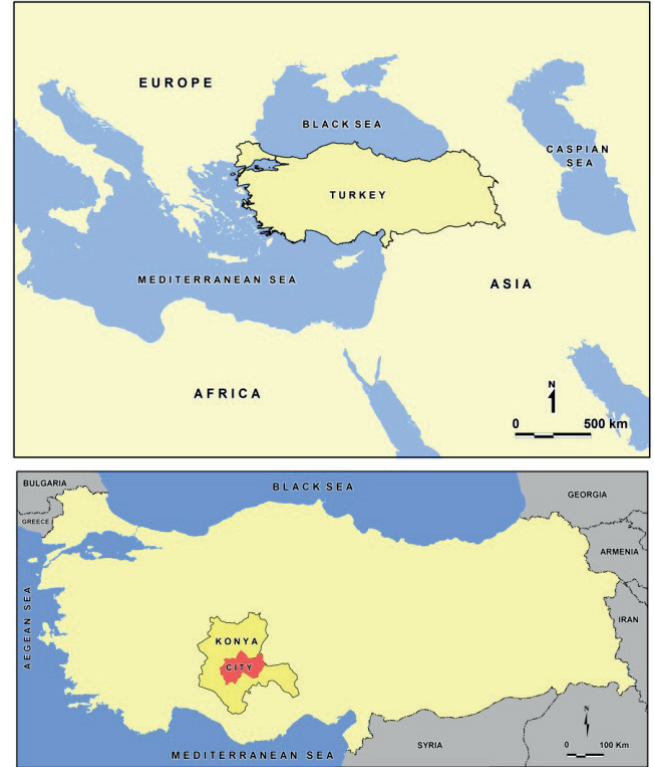 EUROPE
BLACK SEA
CASPIAN
SEA
TURKEY
MEDITERRANEAN SEA
ASIA
AFRICA
N
0 500 km
BULGARIA
BLACK SEA
GEORGIA
GREECE
ARMENIA
AEGEAN SEA
IRAN
KONYA
CITY
N
SYRIA
0 100 Km
MEDITERRANEAN SEA